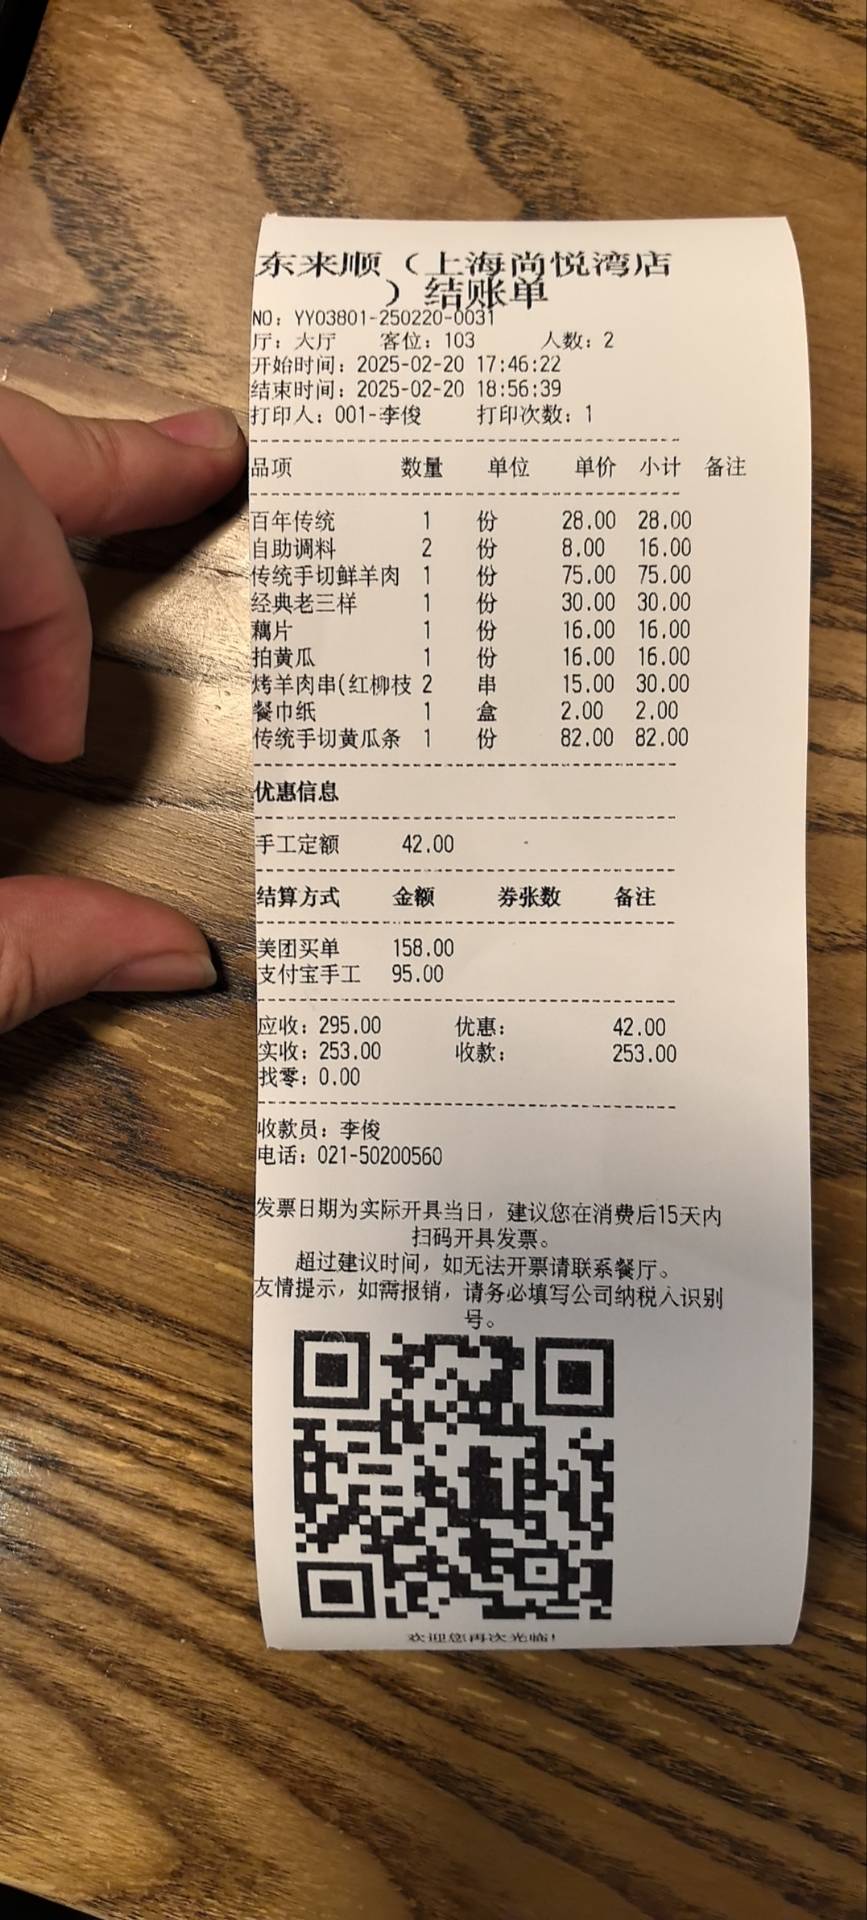 东来顺（上海尚悦湾店
）结账单
NO: YY03801-250220-0031
厅: 大厅 客位: 103 人数: 2
开始时间: 2025-02-20 17:46:22
结束时间: 2025-02-20 18:56:39
打印人: 001-李俊 打印次数: 1
品项 数量 单位 单价 小计 备注
百年传统 1 份 28.00 28.00
自助调料 2 份 8.00 16.00
传统手切鲜羊肉 1 份 75.00 75.00
经典老三样 1 份 30.00 30.00
藕片 1 份 16.00 16.00
拍黄瓜 1 份 16.00 16.00
烤羊肉串(红柳枝 2 串 15.00 30.00
餐巾纸 1 盒 2.00 2.00
传统手切黄瓜条 1 份 82.00 82.00
优惠信息
手工定额 42.00
结算方式 金额 券张数 备注
美团买单 158.00
支付宝手工 95.00
应收: 295.00 优惠: 42.00
实收: 253.00 收款: 253.00
找零: 0.00
收款员: 李俊
电话: 021-50200560
发票日期为实际开具当日，建议您在消费后15天内
扫码开具发票。
超过建议时间，如无法开票请联系餐厅。
友情提示，如需报销，请务必填写公司纳税人识别
号。
欢迎您再次光临!